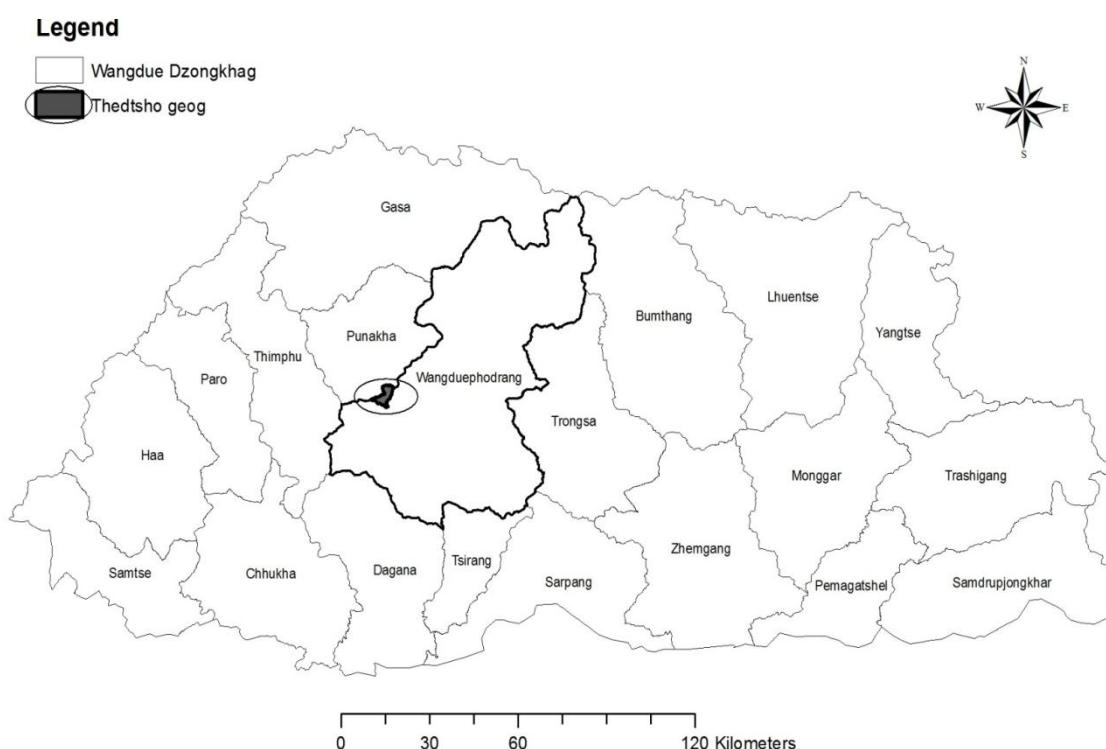 Legend
Wangdue Dzongkhag
Thedtsho geog
N
W E
S
Gasa
Punakha
Thimphu
Paro
Haa
Wangduephodrang
Bumthang
Lhuentse
Yangtse
Trongsa
Monggar
Trashigang
Samtse
Chhukha
Dagana
Tsirang
Sarpang
Zhemgang
Pemagatshel
Samdrupjongkhar
0 30 60 120 Kilometers